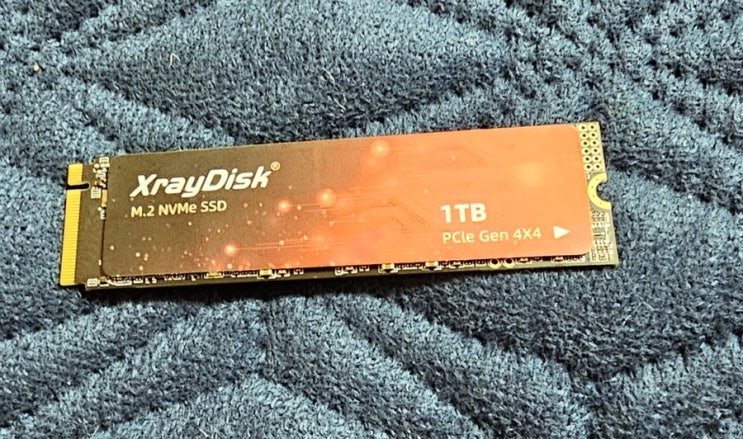 XrayDisk®
M.2 NVMe SSD
1TB
PCIe Gen 4X4